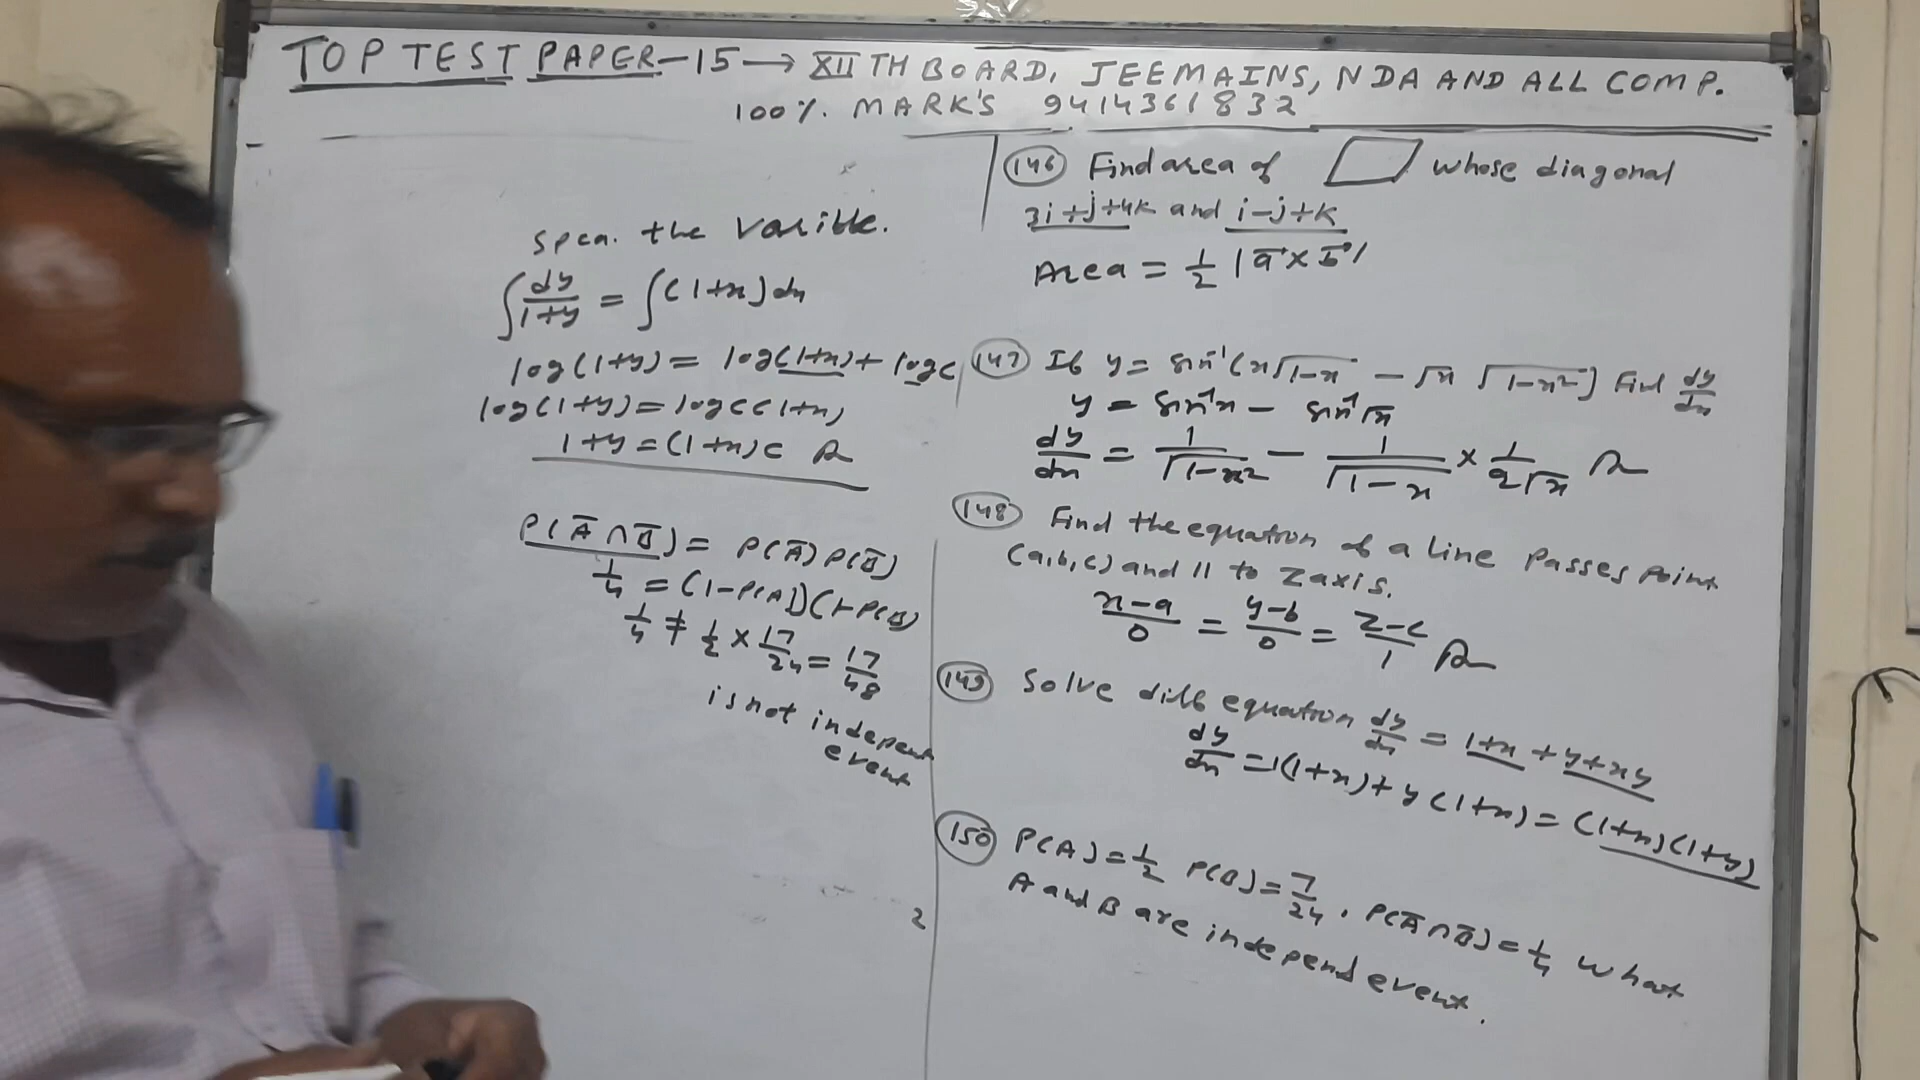 TOP TEST PAPER-15 → XII TH BOARD, JEEMAINS, NDA AND ALL COMP.
100%. MARK'S 9414361832
(146) Find area of ▱ whose diagonal
3i+j+4k and i-j+k
Area = 1/2 |a⃗×b⃗|
(147) If y = sin⁻¹(x√1-x - √x √1-x²) Find dy/dx
y = sin⁻¹x - sin⁻¹√x
dy/dx = 1/√1-x² - 1/√1-x × 1/2√x
(148) Find the equation of a line Passes Point
(a,b,c) and || to Z axis.
x-a/0 = y-b/0 = z-c/1
(149) Solve diff equation dy/dx = 1+x+y+xy
dy/dx = 1(1+x)+y(1+x) = (1+x)(1+y)
(150) P(A)=1/2 P(B)=7/24, P(A̅∩B̅)=1/4 What
A and B are independ event.
the Varible.
∫dy/1+y = ∫(1+x)dx
log(1+y) = log(1+x)+logc
log(1+y)=logc(1+x)
1+y=(1+x)c
P(A̅∩B̅) = P(A̅)P(B̅)
1/4 = (1-P(A))(1-P(B))
1/4 ≠ 1/2 × 17/24 = 17/48
is not indepent
event
2